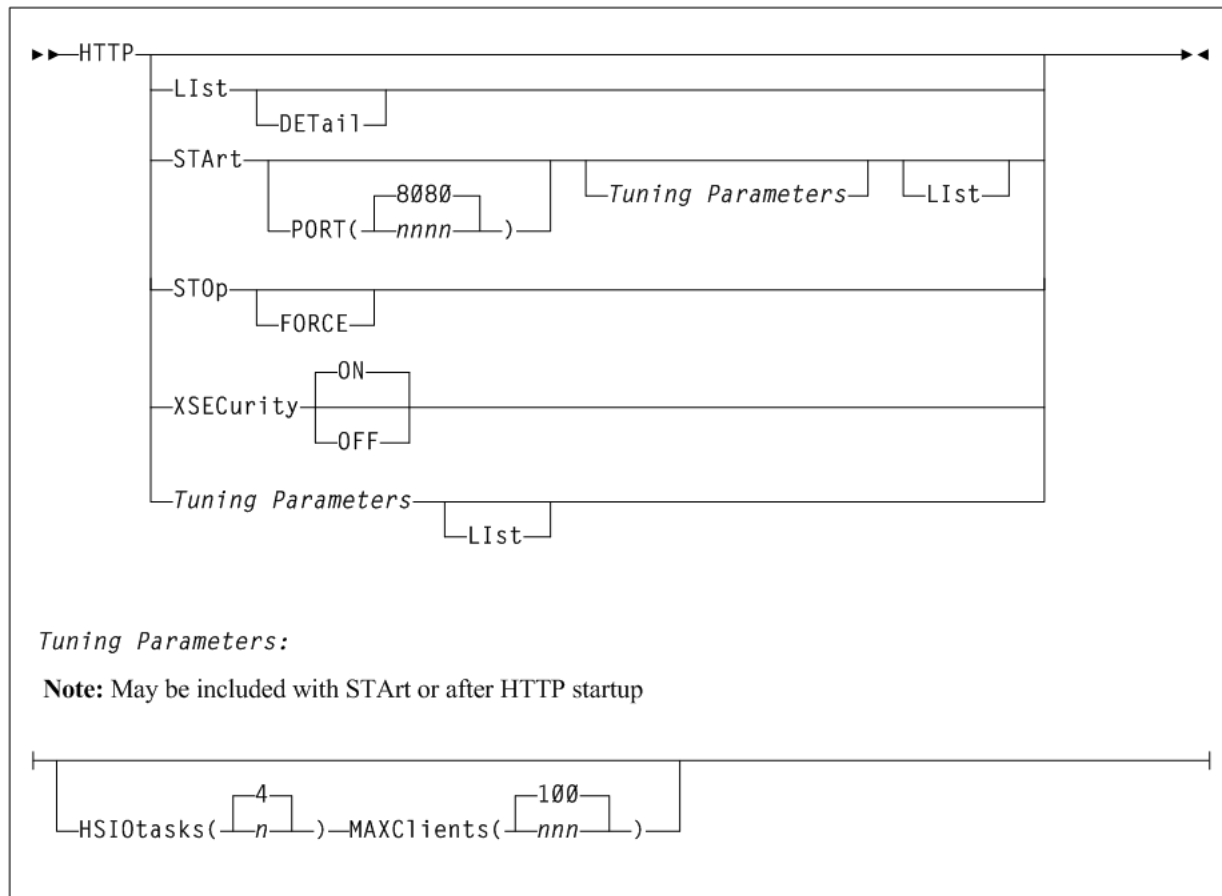 HTTP
LIst
DETail
STArt
PORT( 8080 nnnn )
Tuning Parameters
LIst
STOp
FORCE
XSECurity
ON
OFF
Tuning Parameters
LIst
Tuning Parameters:
Note: May be included with STArt or after HTTP startup
HSIOtasks( 4 n ) MAXClients( 100 nnn )